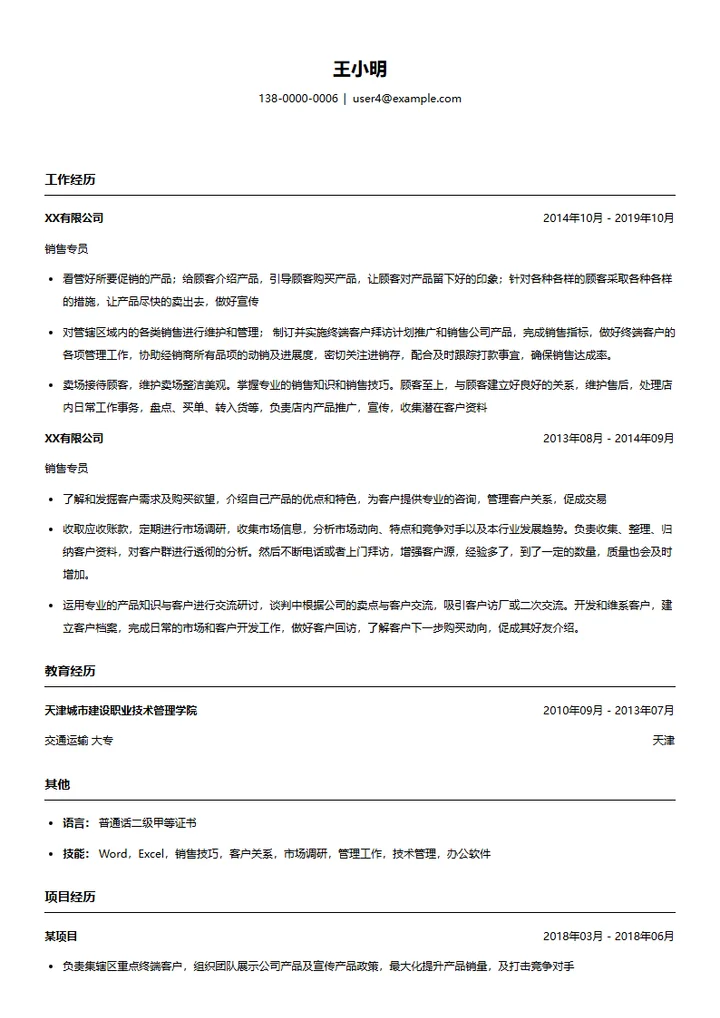 王小明
138-0000-0006 | user4@example.com
工作经历
XX有限公司 2014年10月 - 2019年10月
销售专员
• 看管好所要促销的产品；给顾客介绍产品，引导顾客购买产品，让顾客对产品留下好的印象；针对各种各样的顾客采取各种各样
的措施，让产品尽快的卖出去，做好宣传
• 对管辖区域内的各类销售进行维护和管理； 制订并实施终端客户拜访计划推广和销售公司产品，完成销售指标，做好终端客户的
各项管理工作，协助经销商所有品项的动销及进展度，密切关注进销存，配合及时跟踪打款事宜，确保销售达成率。
• 卖场接待顾客，维护卖场整洁美观。掌握专业的销售知识和销售技巧。顾客至上，与顾客建立好良好的关系，维护售后，处理店
内日常工作事务，盘点、买单、转入货等，负责店内产品推广，宣传，收集潜在客户资料
XX有限公司 2013年08月 - 2014年09月
销售专员
• 了解和发掘客户需求及购买欲望，介绍自己产品的优点和特色，为客户提供专业的咨询，管理客户关系，促成交易
• 收取应收账款，定期进行市场调研，收集市场信息，分析市场动向、特点和竞争对手以及本行业发展趋势。负责收集、整理、归
纳客户资料，对客户群进行透彻的分析。然后不断电话或者上门拜访，增强客户源，经验多了，到了一定的数量，质量也会及时
增加。
• 运用专业的产品知识与客户进行交流研讨，谈判中根据公司的卖点与客户交流，吸引客户访厂或二次交流。开发和维系客户，建
立客户档案，完成日常的市场和客户开发工作，做好客户回访，了解客户下一步购买动向，促成其好友介绍。
教育经历
天津城市建设职业技术管理学院 2010年09月 - 2013年07月
交通运输 大专 天津
其他
• 语言： 普通话二级甲等证书
• 技能： Word，Excel，销售技巧，客户关系，市场调研，管理工作，技术管理，办公软件
项目经历
某项目 2018年03月 - 2018年06月
• 负责集辖区重点终端客户，组织团队展示公司产品及宣传产品政策，最大化提升产品销量，及打击竞争对手